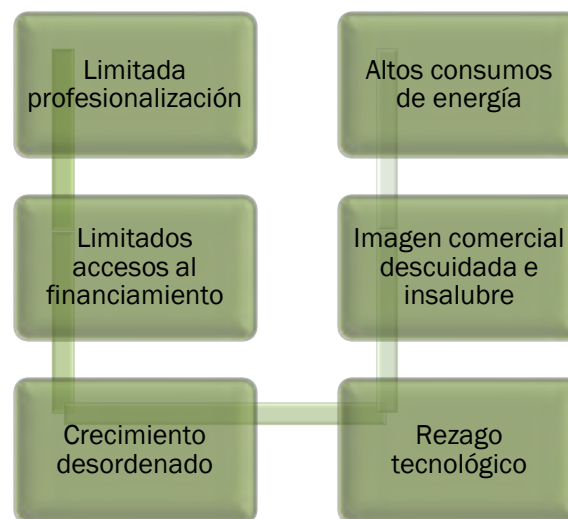 Limitada
profesionalización
Limitados
accesos al
financiamiento
Crecimiento
desordenado
Rezago
tecnológico
Imagen comercial
descuidada e
insalubre
Altos consumos
de energía